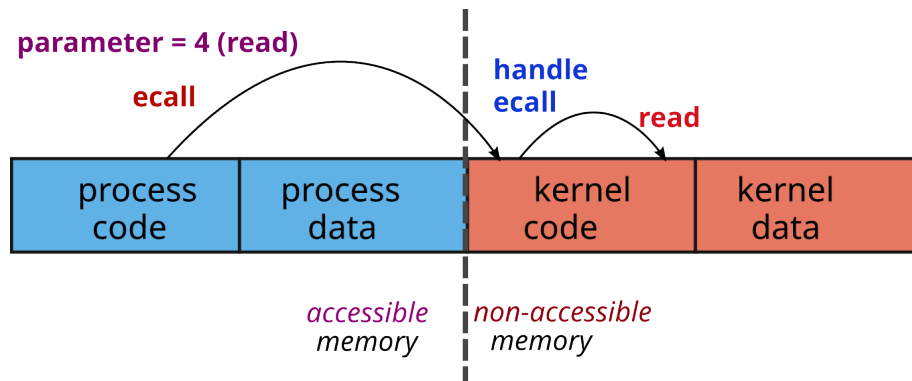 parameter = 4 (read)
ecall
handle
ecall
read
process
code
process
data
kernel
code
kernel
data
accessible
memory
non-accessible
memory